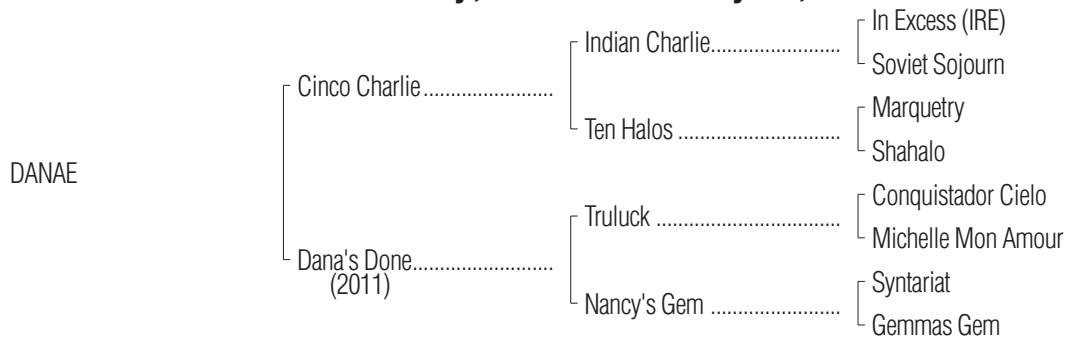 In Excess (IRE)
Indian Charlie........................
Soviet Sojourn
Cinco Charlie........................
Marquetry
Ten Halos ..............................
Shahalo
DANAE
Conquistador Cielo
Truluck ..................................
Michelle Mon Amour
Dana's Done..........................
(2011)
Syntariat
Nancy's Gem ........................
Gemmas Gem